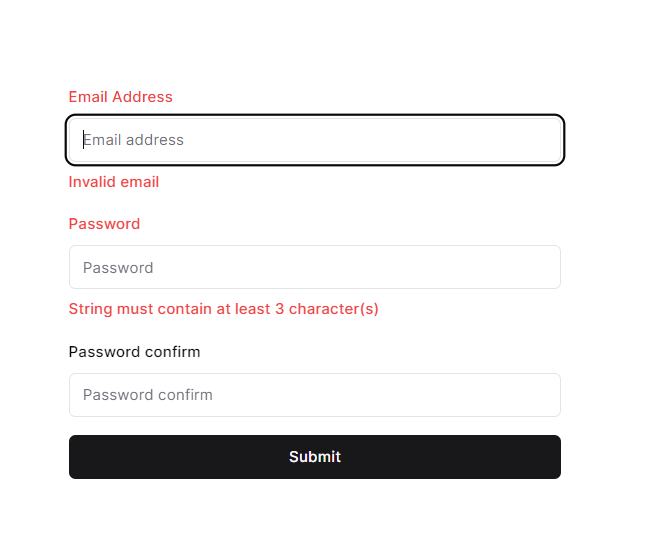 Email Address
Email address
Invalid email
Password
Password
String must contain at least 3 character(s)
Password confirm
Password confirm
Submit